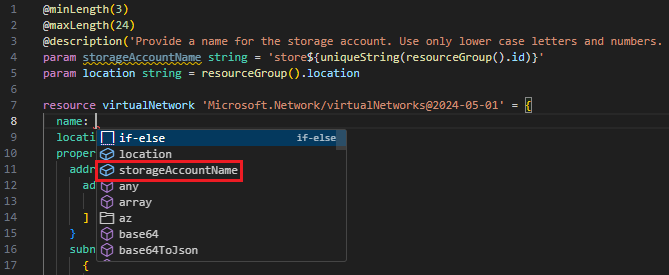 1 @minLength(3)
2 @maxLength(24)
3 @description('Provide a name for the storage account. Use only lower case letters and numbers.
4 param storageAccountName string = 'store${uniqueString(resourceGroup().id)}'
5 param location string = resourceGroup().location
6
7 resource virtualNetwork 'Microsoft.Network/virtualNetworks@2024-05-01' = {
8 name:
if-else if-else
9 locati
location
10 proper
storageAccountName
11 addr
any
12 ad
array
13
az
14 ]
base64
15 }
base64ToJson
16 subn
17 {